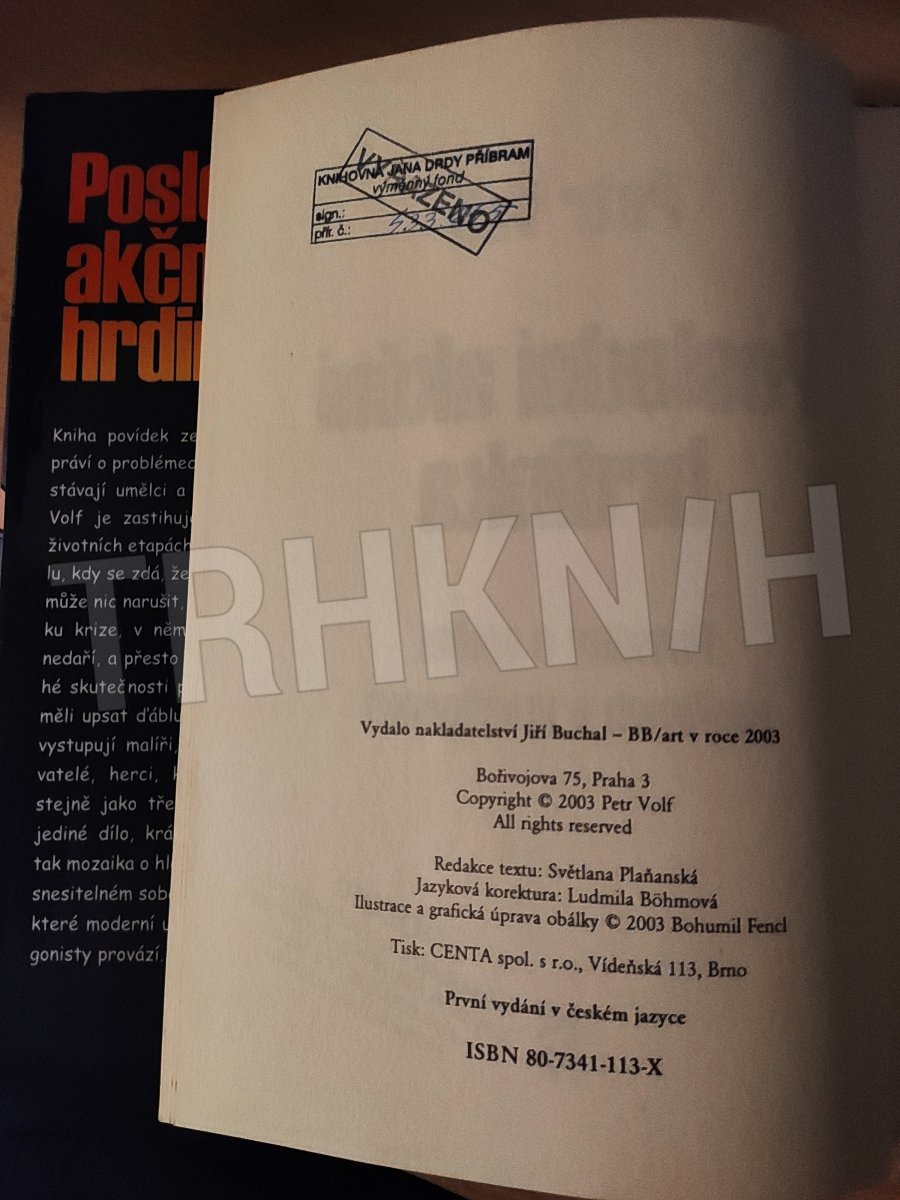 Poslе
akčn
hrdin
Kniha povídek ze
práví o problémec
stávají umělci a
Volf je zastihuj
životních etapách
lu, kdy se zdá, že
může nic narušit,
ku krize, v něm
nedaří, a přesto
hé skutečnosti
měli upsat ďáblu
vystupují malíři,
vatelé, herci,
stejně jako tře
jediné dílo, krá
tak mozaika o hl
snesitelném sob
které moderní u
gonisty provází.
VYŘAZENO
KNIHOVNA JANA DRDY PŘÍBRAM
výměnný fond
sign.:
přír. č.:
TRHKNIH
Vydalo nakladatelství Jiří Buchal – BB/art v roce 2003
Bořivojova 75, Praha 3
Copyright © 2003 Petr Volf
All rights reserved
Redakce textu: Světlana Plaňanská
Jazyková korektura: Ludmila Böhmová
Ilustrace a grafická úprava obálky © 2003 Bohumil Fencl
Tisk: CENTA spol. s r.o., Vídeňská 113, Brno
První vydání v českém jazyce
ISBN 80-7341-113-X